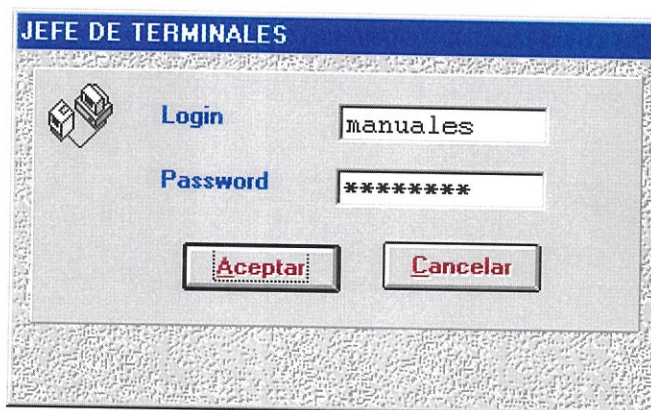 JEFE DE TERMINALES
Login manuales
Password ********
Aceptar Cancelar